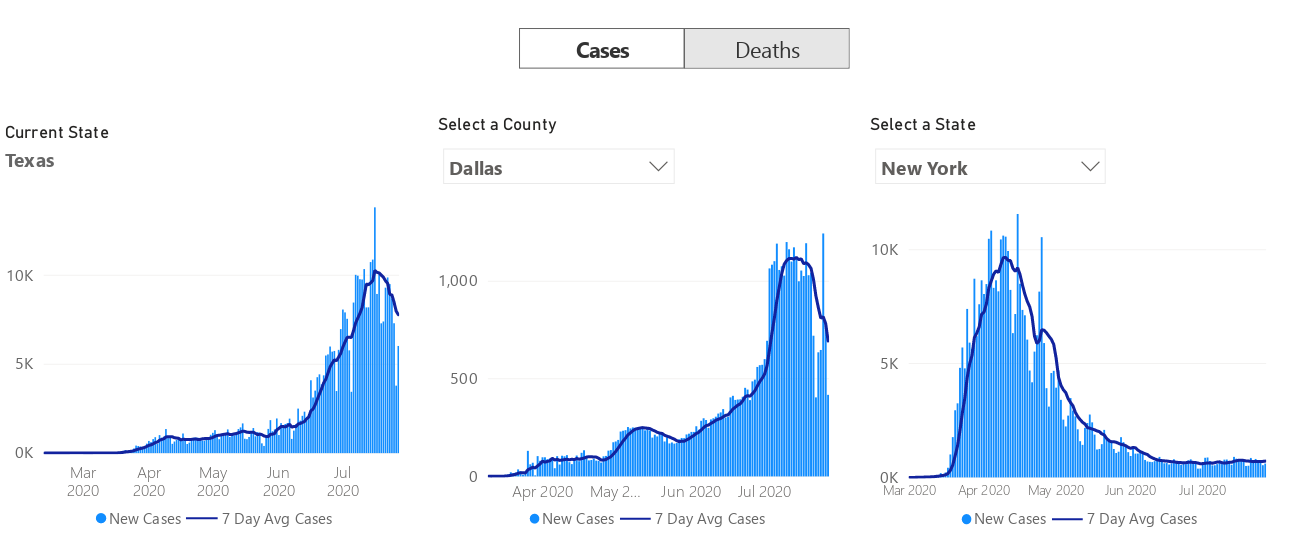 Cases Deaths
Current State
Texas
Select a County
Dallas
Select a State
New York
10K
5K
0K
Mar 2020
Apr 2020
May 2020
Jun 2020
Jul 2020
New Cases 7 Day Avg Cases
1,000
500
0
Apr 2020 May 2... Jun 2020 Jul 2020
New Cases 7 Day Avg Cases
10K
5K
0K
Mar 2020 Apr 2020 May 2020 Jun 2020 Jul 2020
New Cases 7 Day Avg Cases